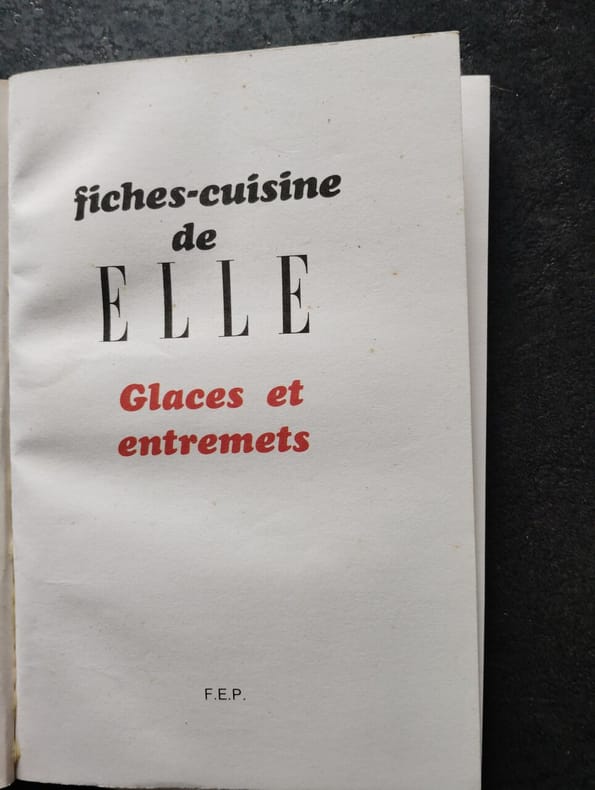 fiches-cuisine
de
ELLE
Glaces et
entremets
F.E.P.